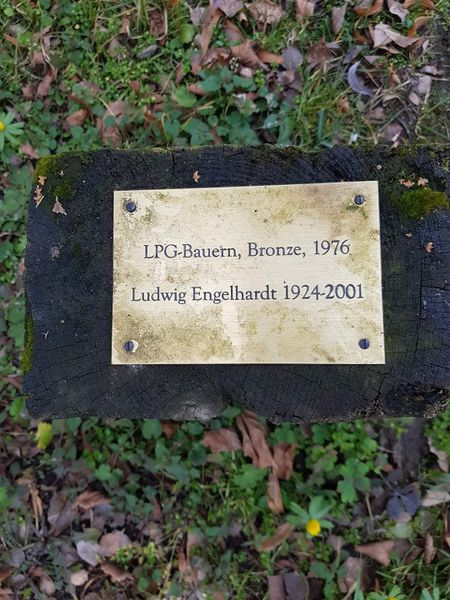 LPG-Bauern, Bronze, 1976
Ludwig Engelhardt 1924-2001